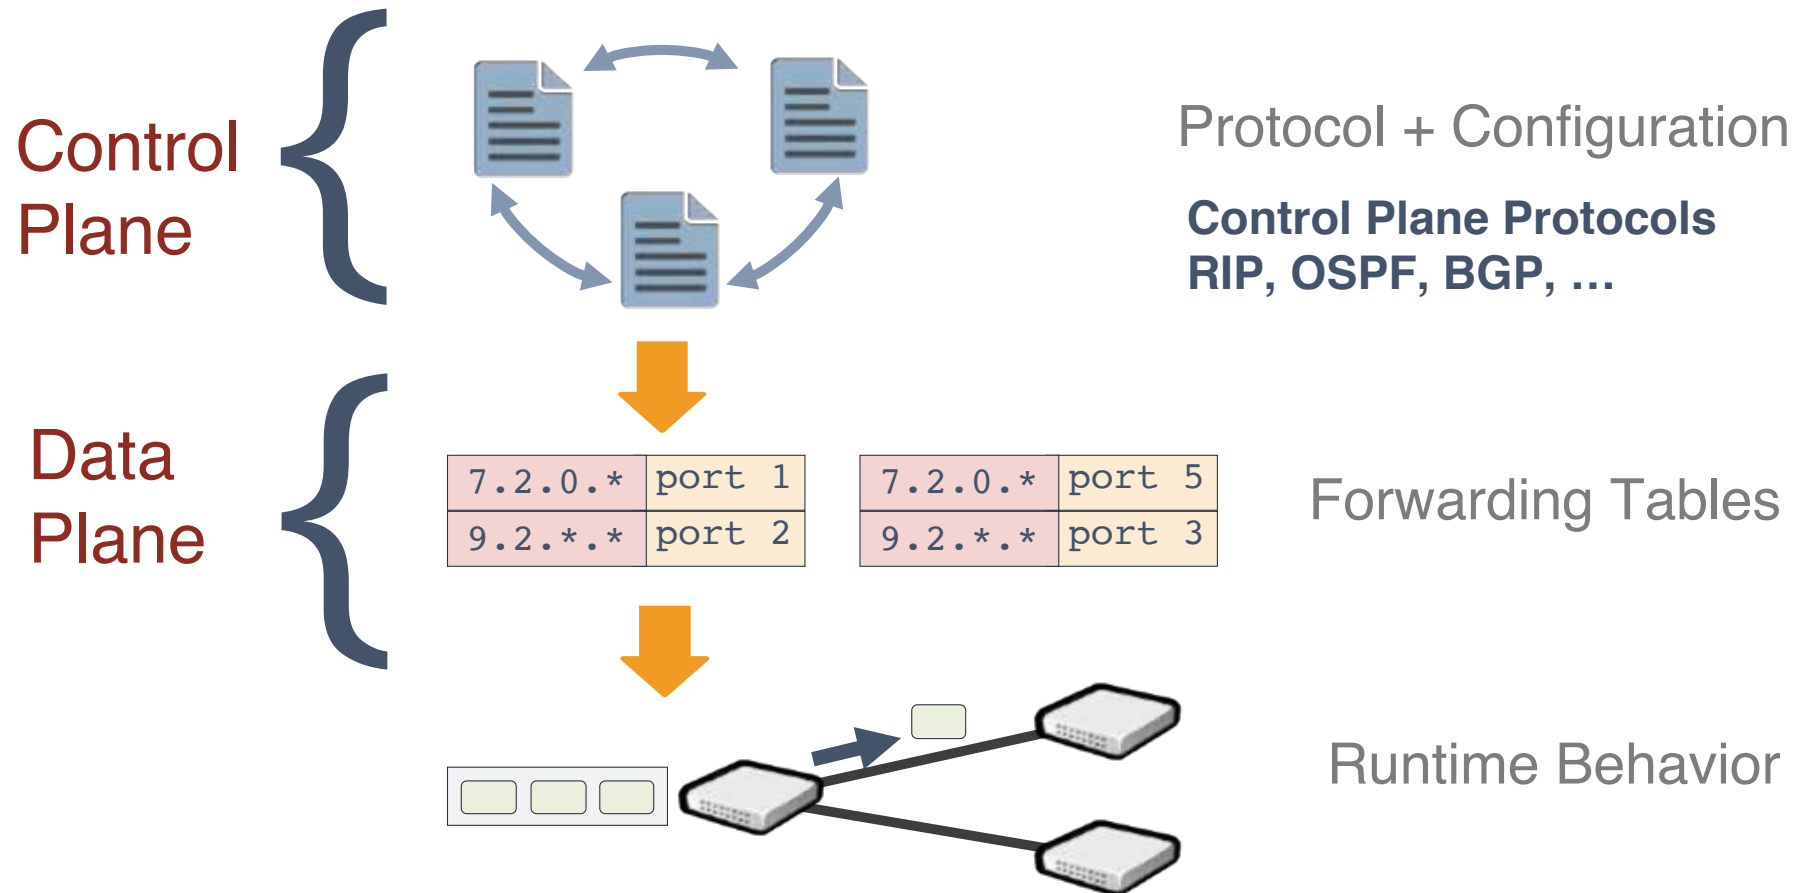 Control
Plane
Protocol + Configuration
Control Plane Protocols
RIP, OSPF, BGP, …
Data
Plane
7.2.0.* port 1
9.2.*.* port 2
7.2.0.* port 5
9.2.*.* port 3
Forwarding Tables
Runtime Behavior